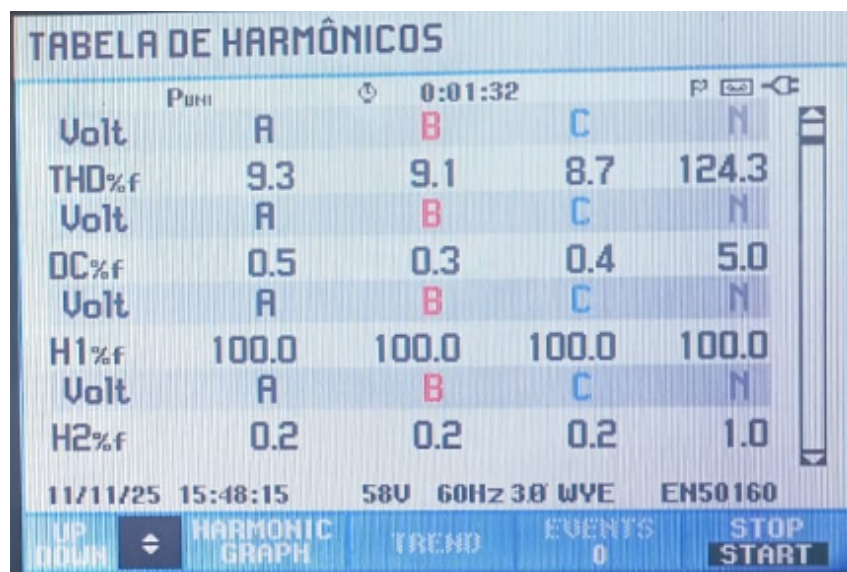 TABELA DE HARMÔNICOS
PUNI 0:01:32
Volt A B C N
THD%f 9.3 9.1 8.7 124.3
Volt A B C N
DC%f 0.5 0.3 0.4 5.0
Volt A B C N
H1%f 100.0 100.0 100.0 100.0
Volt A B C N
H2%f 0.2 0.2 0.2 1.0
11/11/25 15:48:15 58V 60Hz 3Ø WYE EN50160
UP HARMONIC TREND EVENTS STOP
DOWN GRAPH 0 START